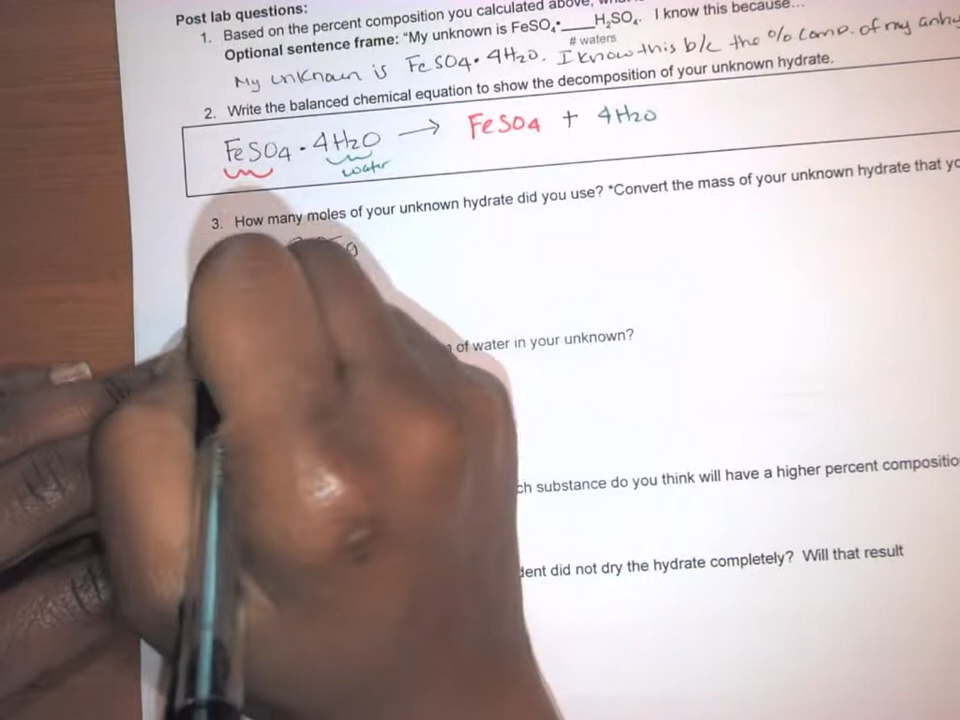 Post lab questions:
1. Based on the percent composition you calculated above,
Optional sentence frame: "My unknown is FeSO₄•____H₂SO₄. I know this because...
# waters
My unknown is FeSO₄ • 4H₂O. I know this b/c the % comp. of my anhy
2. Write the balanced chemical equation to show the decomposition of your unknown hydrate.
FeSO₄ • 4H₂O → FeSO₄ + 4H₂O
water
3. How many moles of your unknown hydrate did you use? *Convert the mass of your unknown hydrate that
of water in your unknown?
substance do you think will have a higher percent
did not dry the hydrate completely? Will that result